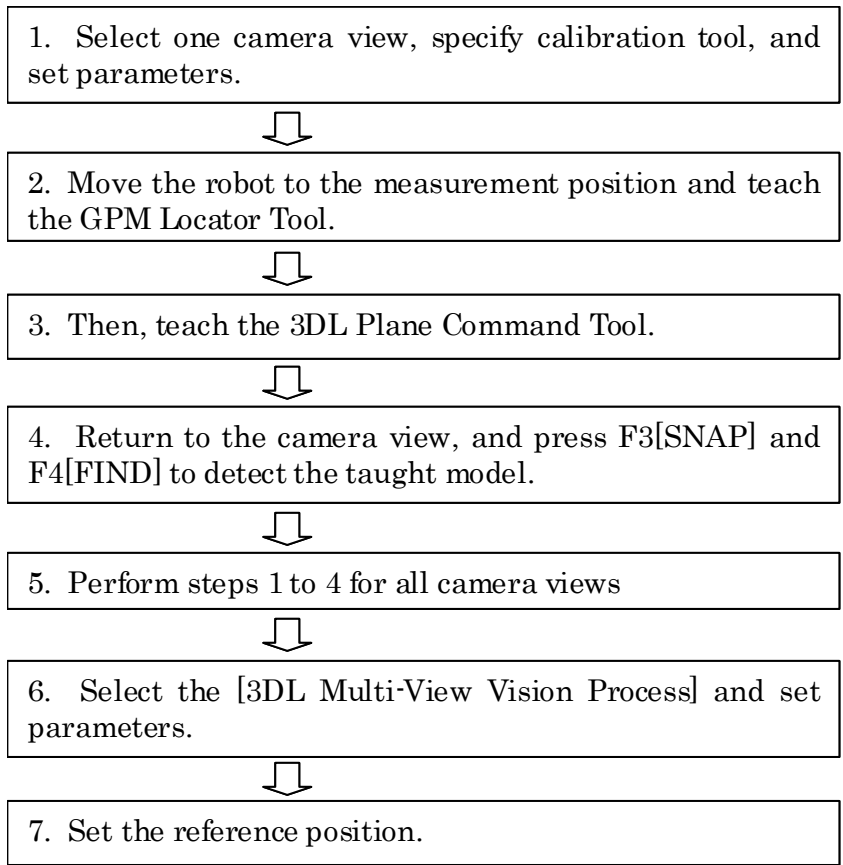 1. Select one camera view, specify calibration tool, and
set parameters.
2. Move the robot to the measurement position and teach
the GPM Locator Tool.
3. Then, teach the 3DL Plane Command Tool.
4. Return to the camera view, and press F3[SNAP] and
F4[FIND] to detect the taught model.
5. Perform steps 1 to 4 for all camera views
6. Select the [3DL Multi-View Vision Process] and set
parameters.
7. Set the reference position.